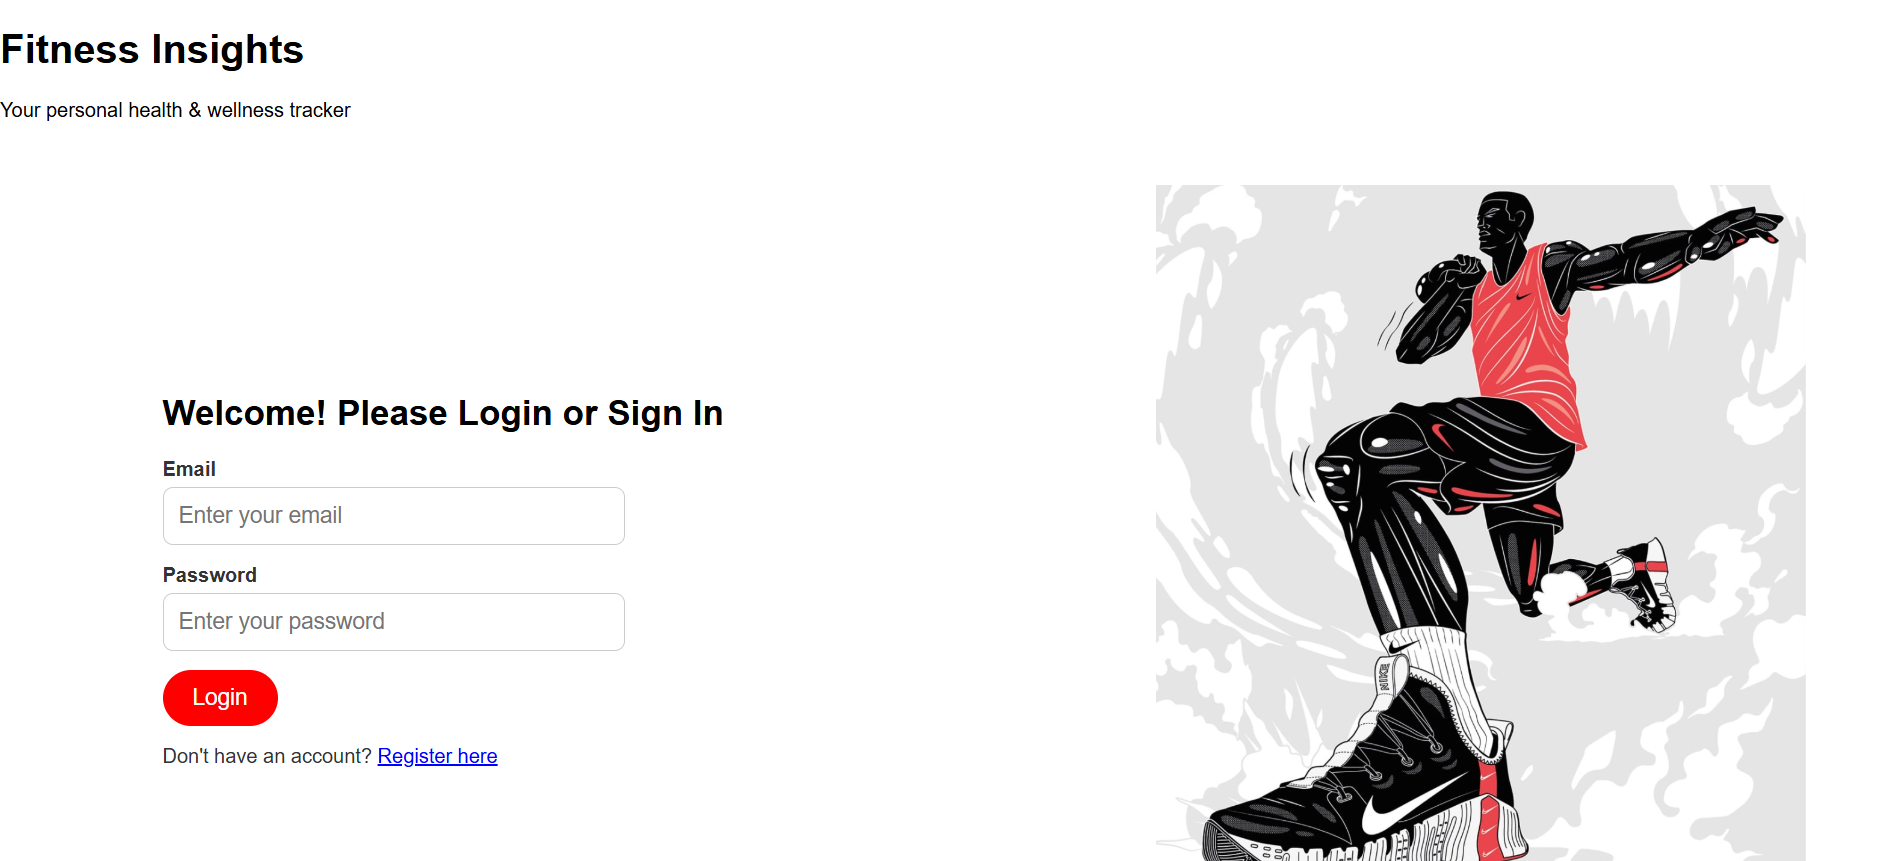 Fitness Insights
Your personal health & wellness tracker
Welcome! Please Login or Sign In
Email
Enter your email
Password
Enter your password
Login
Don't have an account? Register here
NIKE